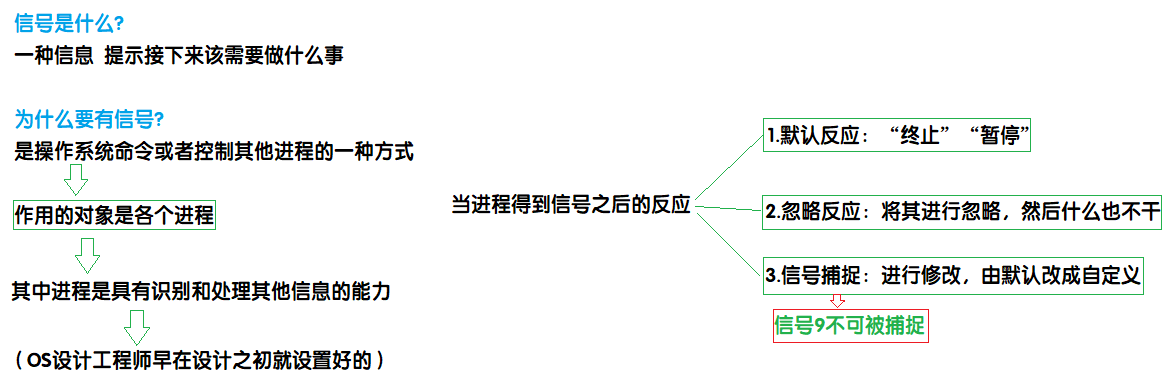 信号是什么?
一种信息 提示接下来该需要做什么事
为什么要有信号?
是操作系统命令或者控制其他进程的一种方式
作用的对象是各个进程
其中进程是具有识别和处理其他信息的能力
（OS设计工程师早在设计之初就设置好的）
当进程得到信号之后的反应
1.默认反应：“终止”“暂停”
2.忽略反应：将其进行忽略，然后什么也不干
3.信号捕捉：进行修改，由默认改成自定义
信号9不可被捕捉